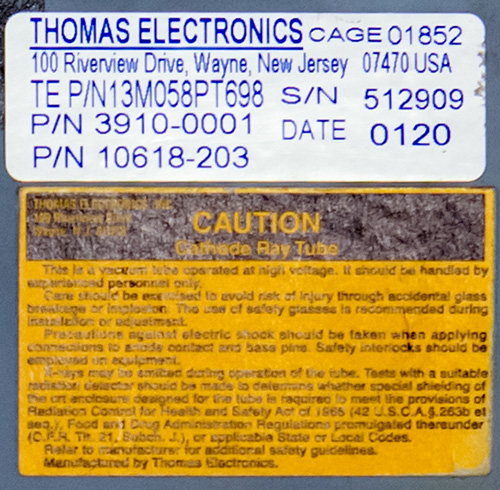 THOMAS ELECTRONICS CAGE 01852
100 Riverview Drive, Wayne, New Jersey 07470 USA
TE P/N13M058PT698 S/N 512909
P/N 3910-0001 DATE 0120
P/N 10618-203
THOMAS ELECTRONICS, INC.
100 Riverview Drive
Wayne, N.J.
CAUTION
Cathode Ray Tube
This is a vacuum tube operated at high voltage. It should be handled by
experienced personnel only.
Care should be exercised to avoid risk of injury through accidental glass
breakage or implosion. The use of safety glasses is recommended during
installation or adjustment.
Precautions against electric shock should be taken when applying
connections to anode contact and base pins. Safety interlocks should be
employed on equipment.
X-rays may be emitted during operation of the tube. Tests with a suitable
radiation detector should be made to determine whether special shielding of
the crt enclosure designed for the tube is required to meet the provisions of
Radiation Control for Health and Safety Act of 1968 (42 U.S.C.A.§.263b et
seq.), Food and Drug Administration Regulations promulgated thereunder
(C.F.R. Tit. 21, Subch. J.), or applicable State or Local Codes.
Refer to manufacturer for additional safety guidelines.
Manufactured by Thomas Electronics.